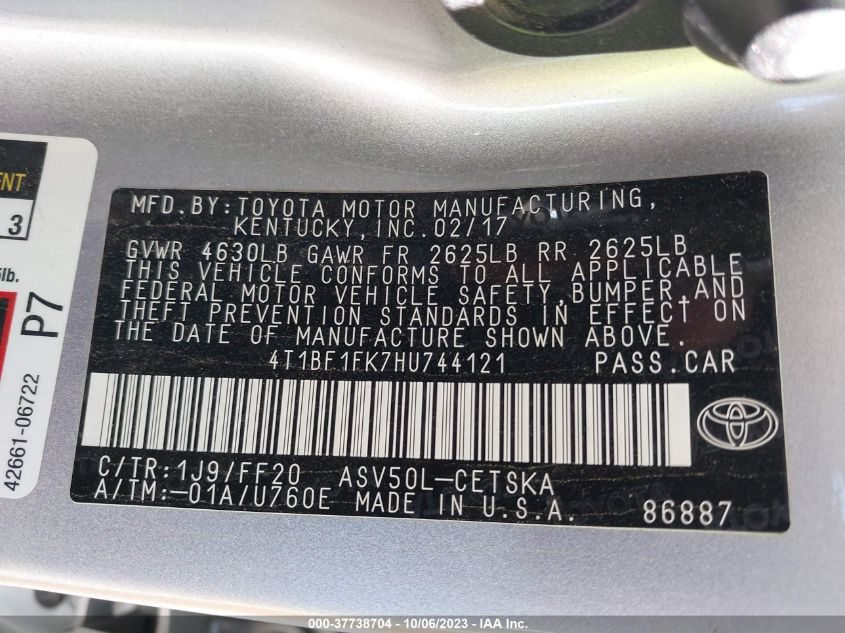 MFD.BY:TOYOTA MOTOR MANUFACTURING,
KENTUCKY,INC.02/17
GVWR 4630LB GAWR FR 2625LB RR 2625LB
THIS VEHICLE CONFORMS TO ALL APPLICABLE
FEDERAL MOTOR VEHICLE SAFETY,BUMPER,AND
THEFT PREVENTION STANDARDS IN EFFECT ON
THE DATE OF MANUFACTURE SHOWN ABOVE.
4T1BF1FK7HU744121 PASS.CAR
C/TR:1J9/FF20 ASV50L-CETSKA
A/TM:-01A/U760E MADE IN U.S.A. 86887
3
lb.
P7
42661-06722
000-37738704 - 10/06/2023 - IAA Inc.